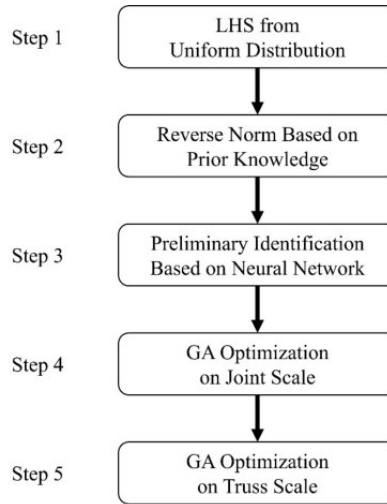 Step 1
LHS from
Uniform Distribution
Step 2
Reverse Norm Based on
Prior Knowledge
Step 3
Preliminary Identification
Based on Neural Network
Step 4
GA Optimization
on Joint Scale
Step 5
GA Optimization
on Truss Scale